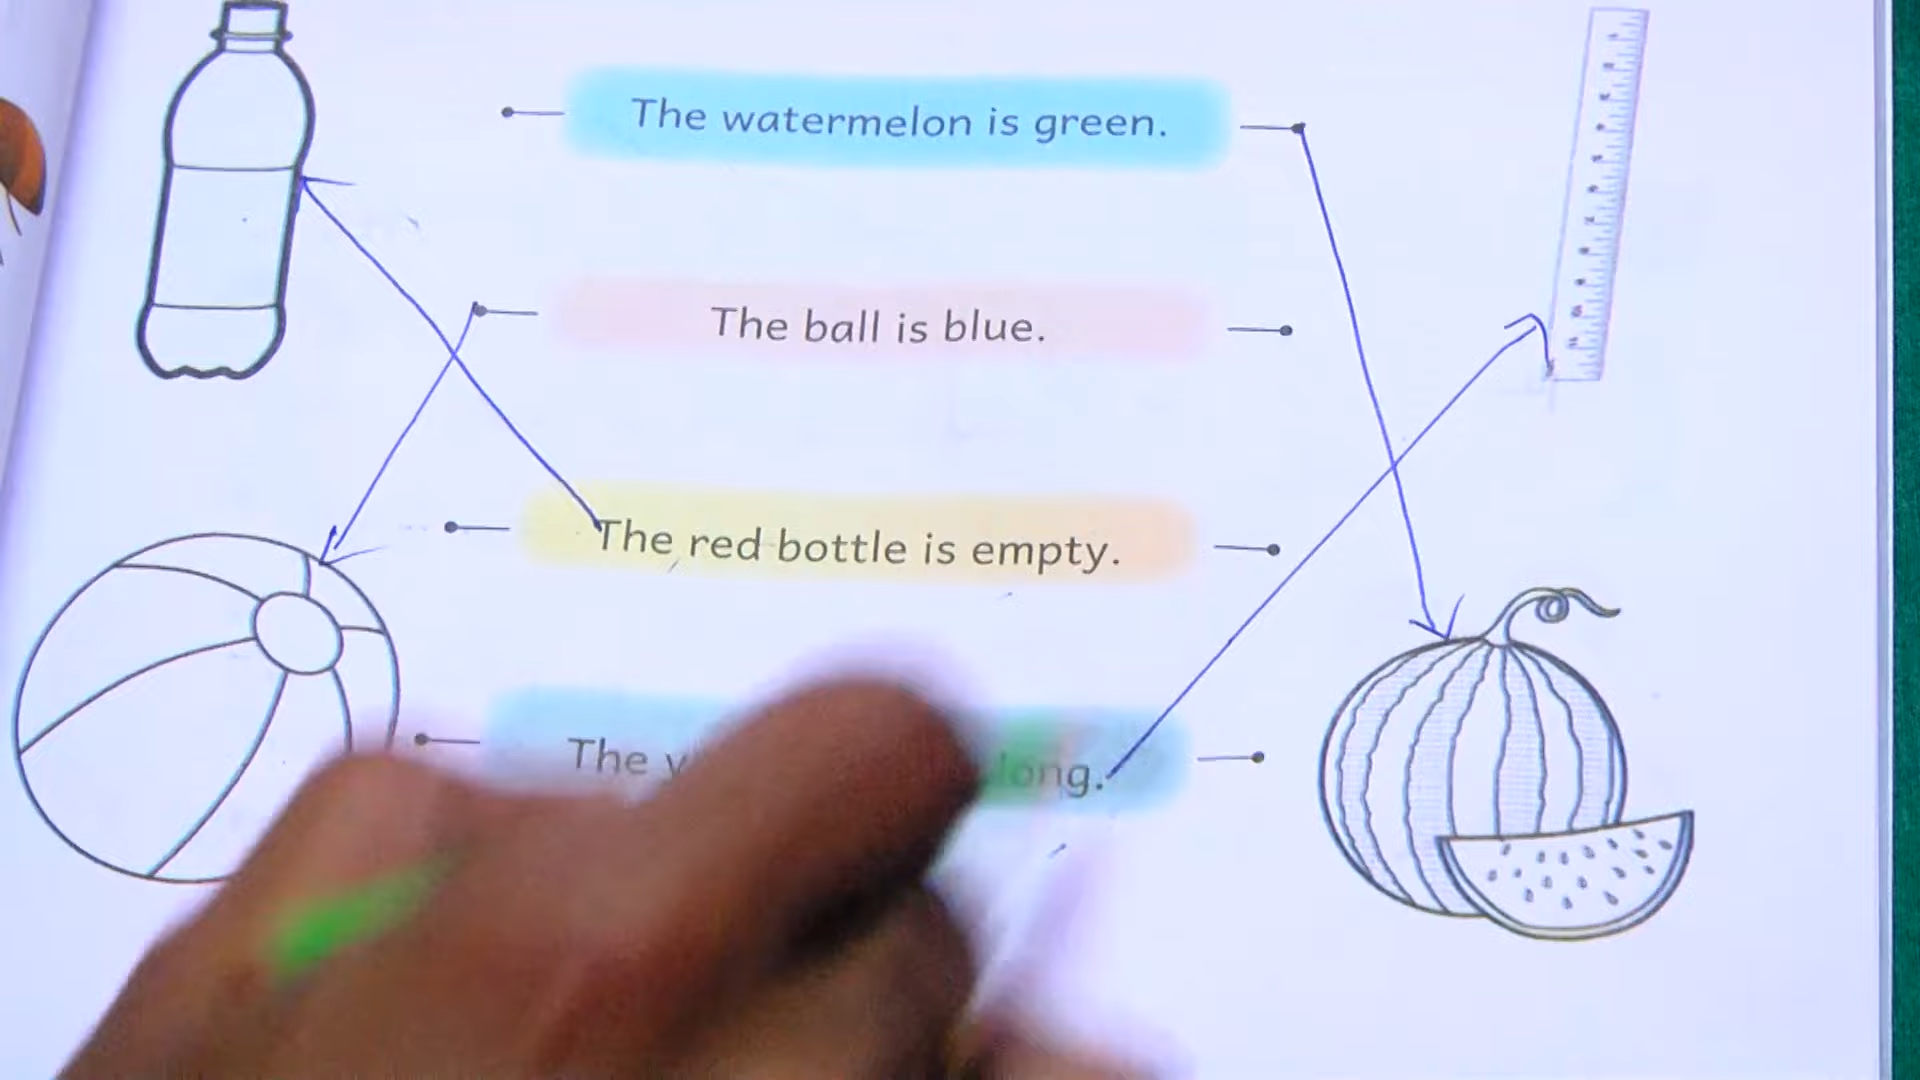 The watermelon is green.
The ball is blue.
The red bottle is empty.
The long.